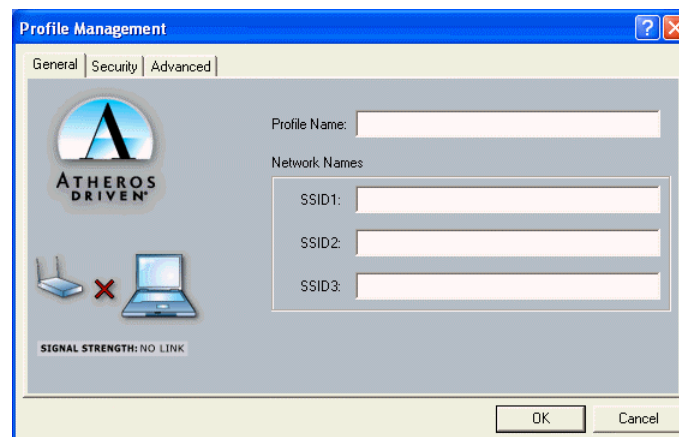 Profile Management
General Security Advanced
ATHEROS
DRIVEN®
Profile Name:
Network Names
SSID1:
SSID2:
SSID3:
SIGNAL STRENGTH: NO LINK
OK Cancel